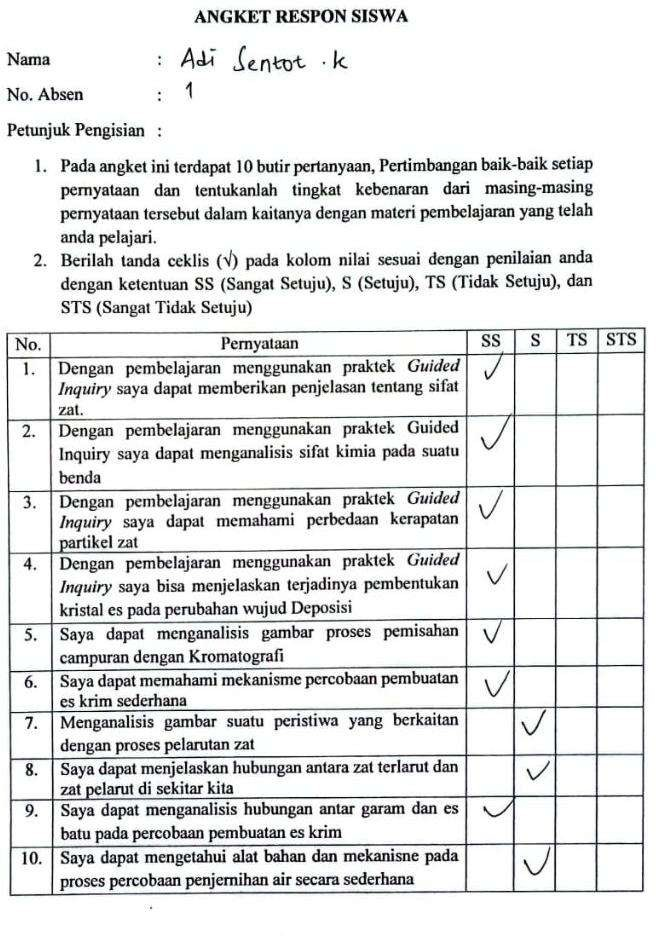 ANGKET RESPON SISWA
Nama : Adi Sentot .K
No. Absen : 1
Petunjuk Pengisian :
1. Pada angket ini terdapat 10 butir pertanyaan, Pertimbangan baik-baik setiap
pernyataan dan tentukanlah tingkat kebenaran dari masing-masing
pernyataan tersebut dalam kaitanya dengan materi pembelajaran yang telah
anda pelajari.
2. Berilah tanda ceklis (√) pada kolom nilai sesuai dengan penilaian anda
dengan ketentuan SS (Sangat Setuju), S (Setuju), TS (Tidak Setuju), dan
STS (Sangat Tidak Setuju)
No. Pernyataan SS S TS STS
1. Dengan pembelajaran menggunakan praktek Guided ✓
Inquiry saya dapat memberikan penjelasan tentang sifat
zat.
2. Dengan pembelajaran menggunakan praktek Guided ✓
Inquiry saya dapat menganalisis sifat kimia pada suatu
benda
3. Dengan pembelajaran menggunakan praktek Guided ✓
Inquiry saya dapat memahami perbedaan kerapatan
partikel zat
4. Dengan pembelajaran menggunakan praktek Guided ✓
Inquiry saya bisa menjelaskan terjadinya pembentukan
kristal es pada perubahan wujud Deposisi
5. Saya dapat menganalisis gambar proses pemisahan ✓
campuran dengan Kromatografi
6. Saya dapat memahami mekanisme percobaan pembuatan ✓
es krim sederhana
7. Menganalisis gambar suatu peristiwa yang berkaitan ✓
dengan proses pelarutan zat
8. Saya dapat menjelaskan hubungan antara zat terlarut dan ✓
zat pelarut di sekitar kita
9. Saya dapat menganalisis hubungan antar garam dan es ✓
batu pada percobaan pembuatan es krim
10. Saya dapat mengetahui alat bahan dan mekanisne pada ✓
proses percobaan penjernihan air secara sederhana